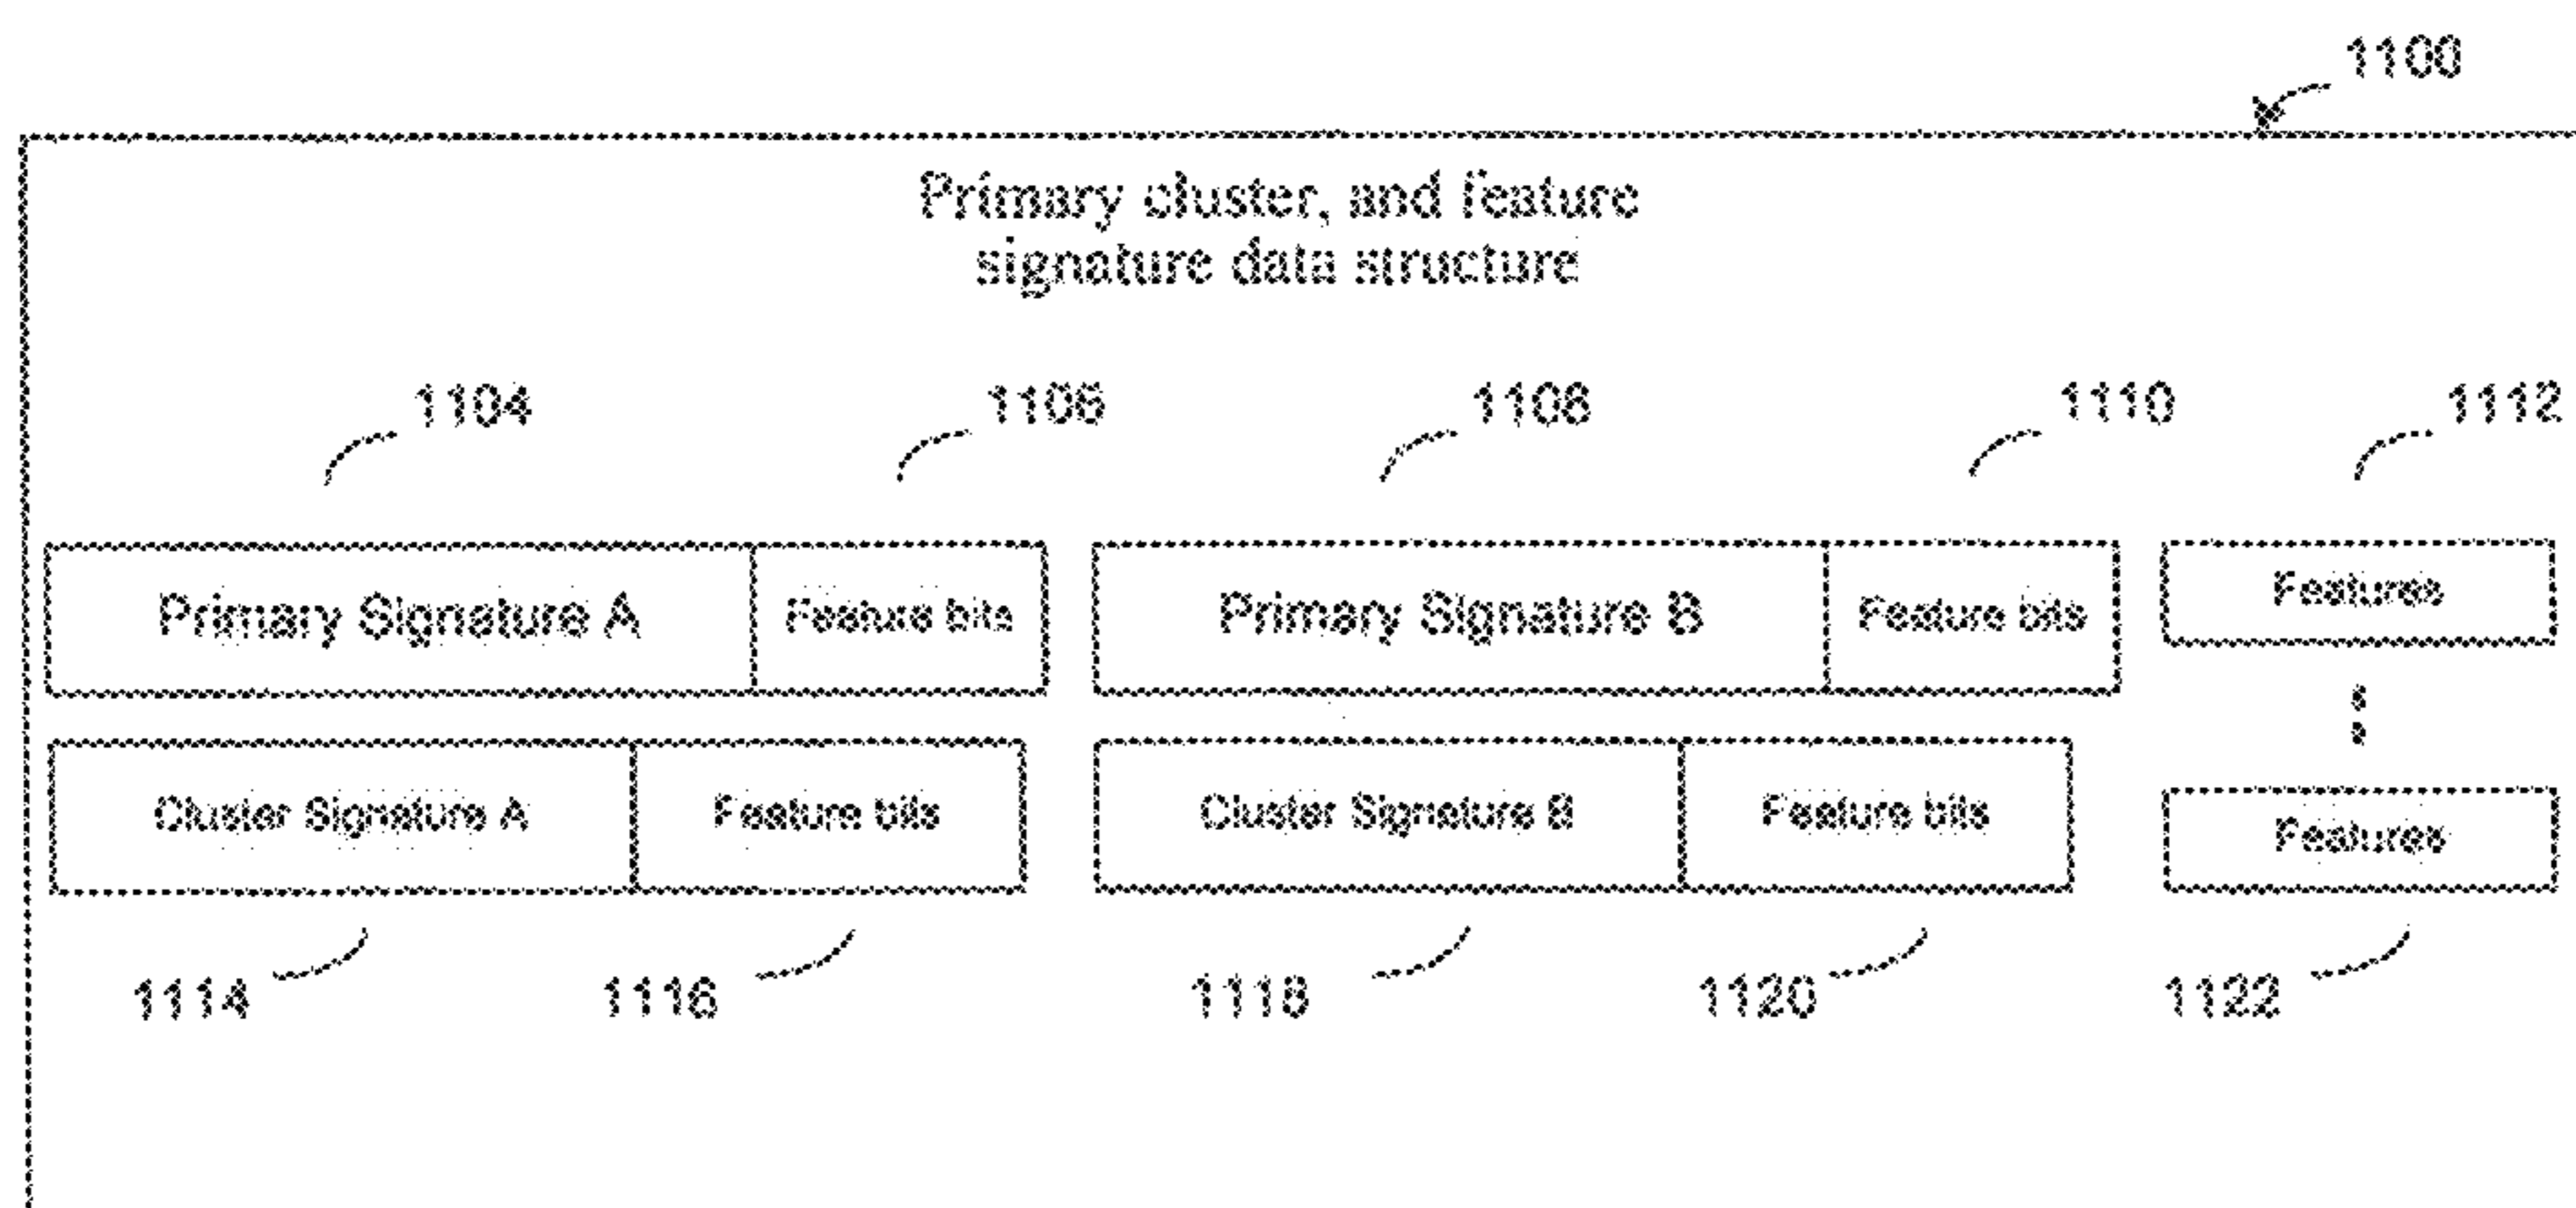 1100
Primary cluster, and feature
signature data structure
1104 1106 1108 1110 1112
Primary Signature A Feature bits Primary Signature B Feature bits Features
Cluster Signature A Feature bits Cluster Signature B Feature bits Features
1114 1116 1118 1120 1122